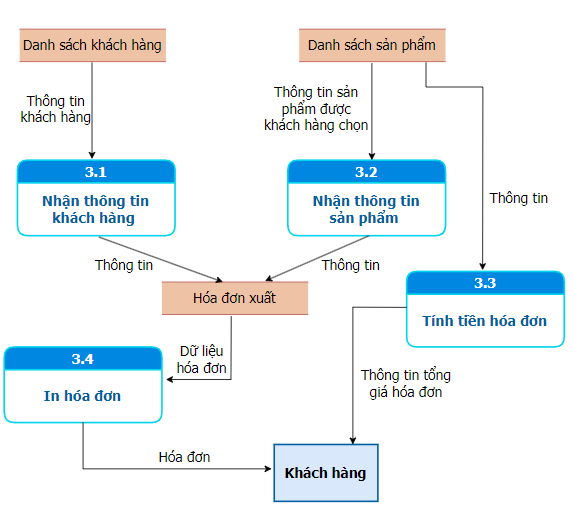 Danh sách khách hàng
Danh sách sản phẩm
Thông tin
khách hàng
Thông tin sản
phẩm được
khách hàng chọn
3.1
Nhận thông tin
khách hàng
3.2
Nhận thông tin
sản phẩm
Thông tin
Thông tin
Thông tin
3.3
Tính tiền hóa đơn
Hóa đơn xuất
3.4
In hóa đơn
Dữ liệu
hóa đơn
Thông tin tổng
giá hóa đơn
Hóa đơn
Khách hàng